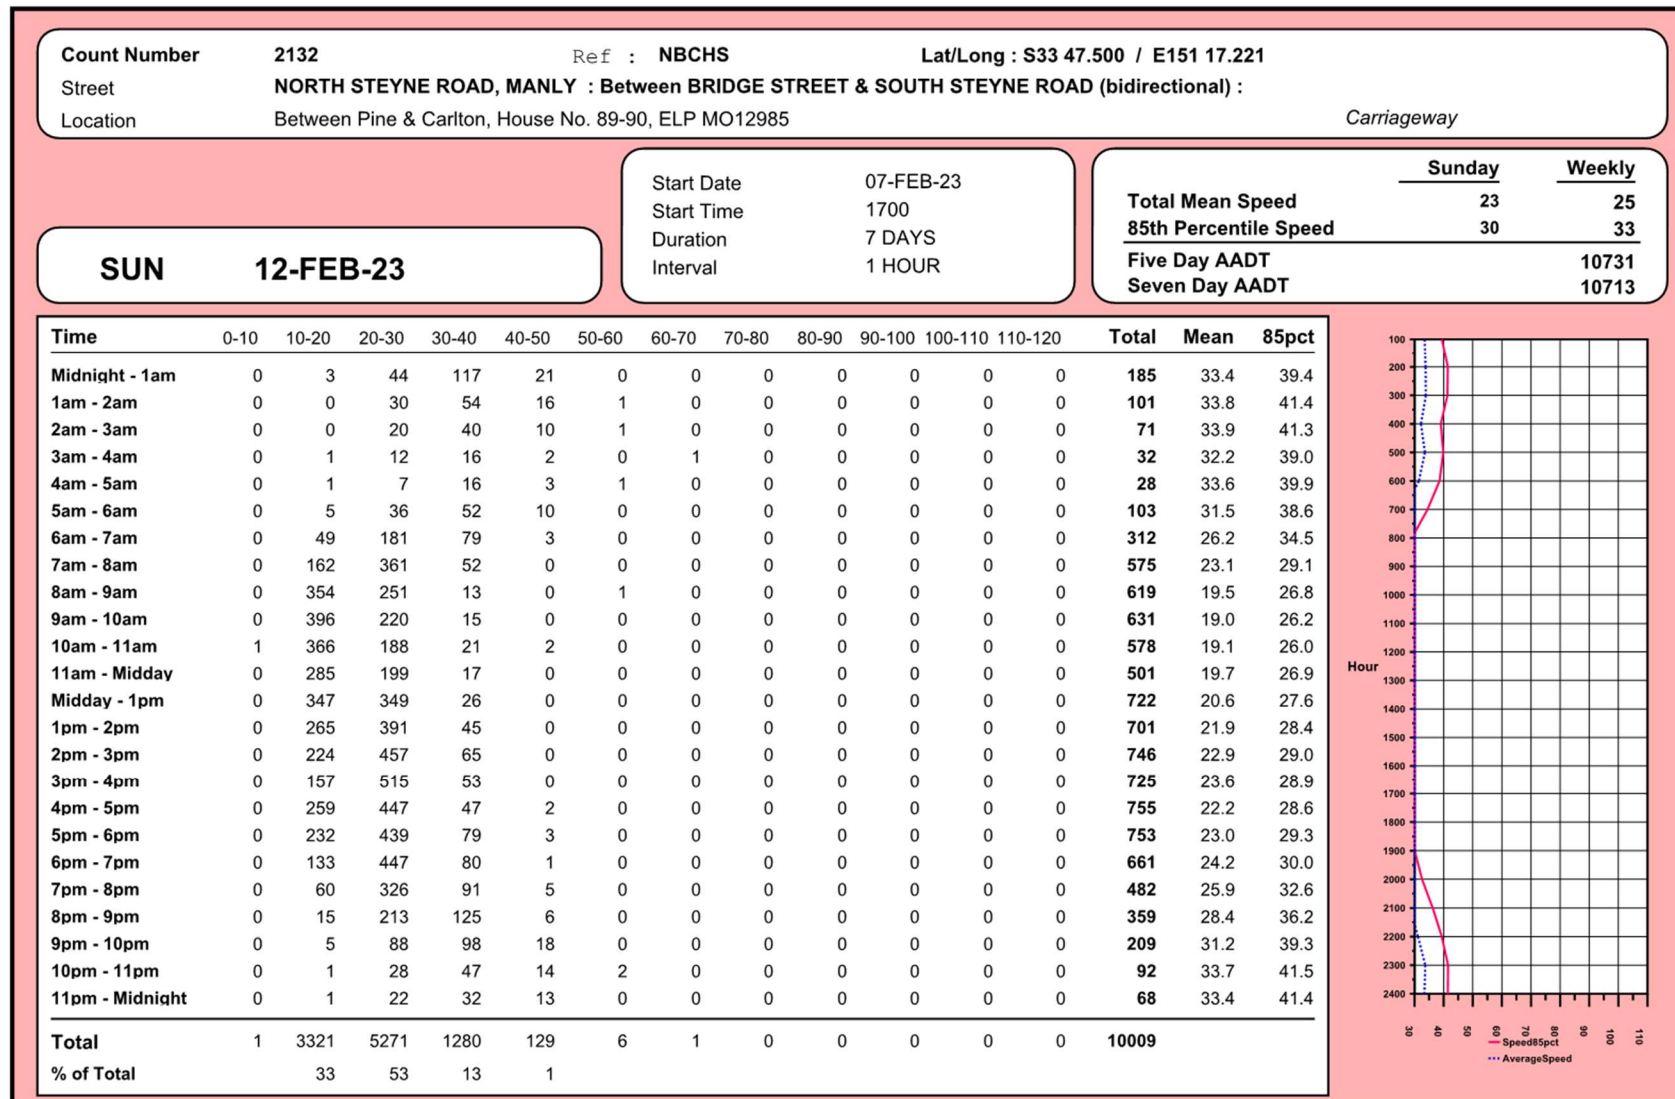 Count Number 2132 Ref : NBCHS Lat/Long : S33 47.500 / E151 17.221
Street NORTH STEYNE ROAD, MANLY : Between BRIDGE STREET & SOUTH STEYNE ROAD (bidirectional) :
Location Between Pine & Carlton, House No. 89-90, ELP MO12985 Carriageway
SUN 12-FEB-23
Start Date 07-FEB-23
Start Time 1700
Duration 7 DAYS
Interval 1 HOUR
Sunday Weekly
Total Mean Speed 23 25
85th Percentile Speed 30 33
Five Day AADT 10731
Seven Day AADT 10713
Time 0-10 10-20 20-30 30-40 40-50 50-60 60-70 70-80 80-90 90-100 100-110 110-120 Total Mean 85pct
Midnight - 1am 0 3 44 117 21 0 0 0 0 0 0 0 185 33.4 39.4
1am - 2am 0 0 30 54 16 1 0 0 0 0 0 0 101 33.8 41.4
2am - 3am 0 0 20 40 10 1 0 0 0 0 0 0 71 33.9 41.3
3am - 4am 0 1 12 16 2 0 1 0 0 0 0 0 32 32.2 39.0
4am - 5am 0 1 7 16 3 1 0 0 0 0 0 0 28 33.6 39.9
5am - 6am 0 5 36 52 10 0 0 0 0 0 0 0 103 31.5 38.6
6am - 7am 0 49 181 79 3 0 0 0 0 0 0 0 312 26.2 34.5
7am - 8am 0 162 361 52 0 0 0 0 0 0 0 0 575 23.1 29.1
8am - 9am 0 354 251 13 0 1 0 0 0 0 0 0 619 19.5 26.8
9am - 10am 0 396 220 15 0 0 0 0 0 0 0 0 631 19.0 26.2
10am - 11am 1 366 188 21 2 0 0 0 0 0 0 0 578 19.1 26.0
11am - Midday 0 285 199 17 0 0 0 0 0 0 0 0 501 19.7 26.9
Midday - 1pm 0 347 349 26 0 0 0 0 0 0 0 0 722 20.6 27.6
1pm - 2pm 0 265 391 45 0 0 0 0 0 0 0 0 701 21.9 28.4
2pm - 3pm 0 224 457 65 0 0 0 0 0 0 0 0 746 22.9 29.0
3pm - 4pm 0 157 515 53 0 0 0 0 0 0 0 0 725 23.6 28.9
4pm - 5pm 0 259 447 47 2 0 0 0 0 0 0 0 755 22.2 28.6
5pm - 6pm 0 232 439 79 3 0 0 0 0 0 0 0 753 23.0 29.3
6pm - 7pm 0 133 447 80 1 0 0 0 0 0 0 0 661 24.2 30.0
7pm - 8pm 0 60 326 91 5 0 0 0 0 0 0 0 482 25.9 32.6
8pm - 9pm 0 15 213 125 6 0 0 0 0 0 0 0 359 28.4 36.2
9pm - 10pm 0 5 88 98 18 0 0 0 0 0 0 0 209 31.2 39.3
10pm - 11pm 0 1 28 47 14 2 0 0 0 0 0 0 92 33.7 41.5
11pm - Midnight 0 1 22 32 13 0 0 0 0 0 0 0 68 33.4 41.4
Total 1 3321 5271 1280 129 6 1 0 0 0 0 0 10009
% of Total 33 53 13 1
100
200
300
400
500
600
700
800
900
1000
1100
1200
Hour
1300
1400
1500
1600
1700
1800
1900
2000
2100
2200
2300
2400
30 40 50 60 70 80 90 100 110
Speed85pct
AverageSpeed